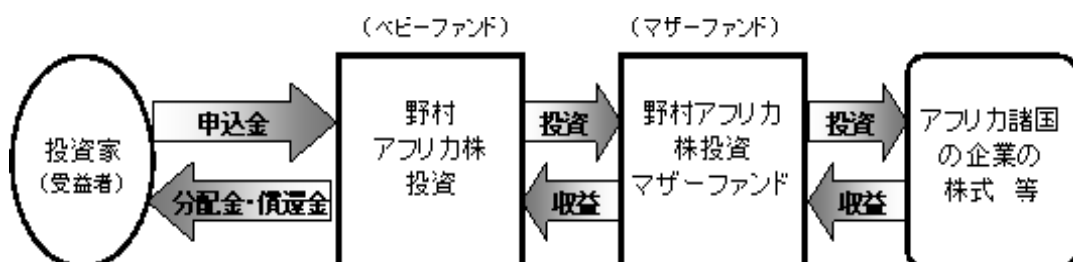 (ベビーファンド)
(マザーファンド)
投資家
(受益者)
申込金
分配金・償還金
野村
アフリカ株
投資
投資
収益
野村アフリカ
株投資
マザーファンド
投資
収益
アフリカ諸国
の企業の
株式 等